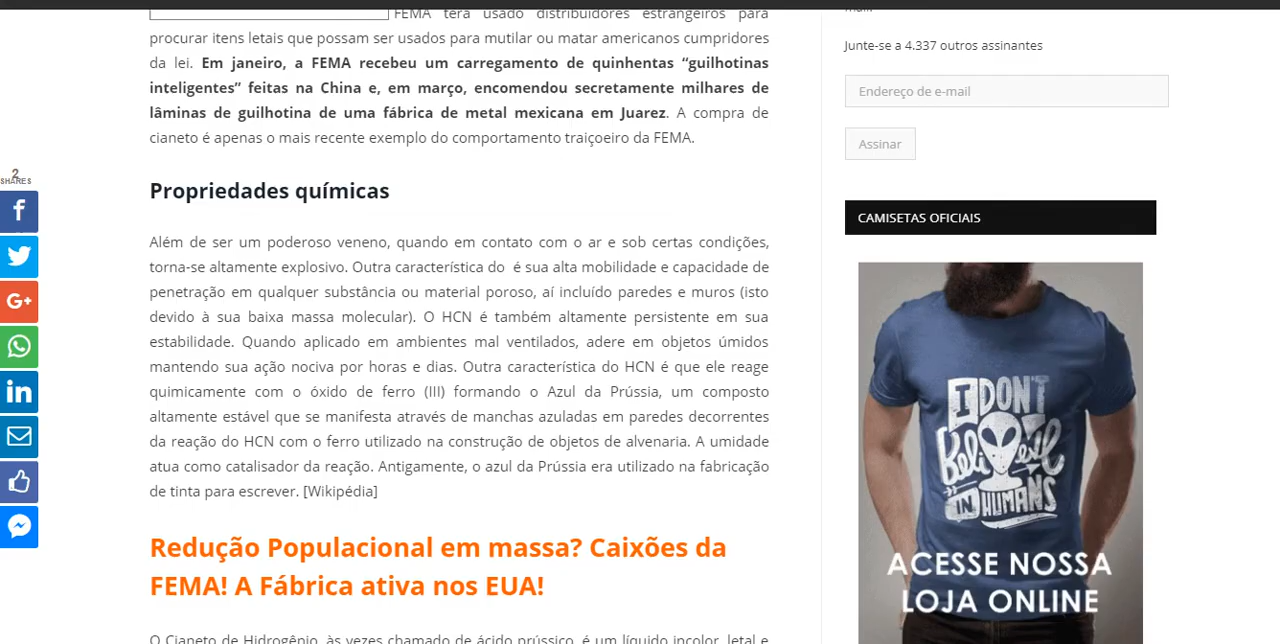 FEMA terá usado distribuidores estrangeiros para
procurar itens letais que possam ser usados para mutilar ou matar americanos cumpridores
da lei. Em janeiro, a FEMA recebeu um carregamento de quinhentas “guilhotinas
inteligentes” feitas na China e, em março, encomendou secretamente milhares de
lâminas de guilhotina de uma fábrica de metal mexicana em Juarez. A compra de
cianeto é apenas o mais recente exemplo do comportamento traiçoeiro da FEMA.
Propriedades químicas
Além de ser um poderoso veneno, quando em contato com o ar e sob certas condições,
torna-se altamente explosivo. Outra característica do é sua alta mobilidade e capacidade de
penetração em qualquer substância ou material poroso, aí incluído paredes e muros (isto
devido à sua baixa massa molecular). O HCN é também altamente persistente em sua
estabilidade. Quando aplicado em ambientes mal ventilados, adere em objetos úmidos
mantendo sua ação nociva por horas e dias. Outra característica do HCN é que ele reage
quimicamente com o óxido de ferro (III) formando o Azul da Prússia, um composto
altamente estável que se manifesta através de manchas azuladas em paredes decorrentes
da reação do HCN com o ferro utilizado na construção de objetos de alvenaria. A umidade
atua como catalisador da reação. Antigamente, o azul da Prússia era utilizado na fabricação
de tinta para escrever. [Wikipédia]
Redução Populacional em massa? Caixões da
FEMA! A Fábrica ativa nos EUA!
O Cianeto de Hidrogênio, às vezes chamado de ácido prússico, é um líquido incolor, letal e
2
SHARES
Junte-se a 4.337 outros assinantes
Endereço de e-mail
Assinar
CAMISETAS OFICIAIS
I DON'T
Believe
IN HUMANS
ACESSE NOSSA
LOJA ONLINE